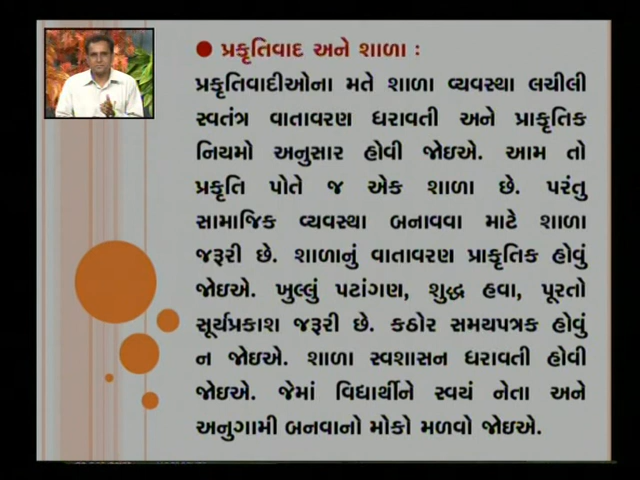 ● પ્રકૃતિવાદ અને શાળા :
પ્રકૃતિવાદીઓના મતે શાળા વ્યવસ્થા લચીલી
સ્વતંત્ર વાતાવરણ ધરાવતી અને પ્રાકૃતિક
નિયમો અનુસાર હોવી જોઇએ. આમ તો
પ્રકૃતિ પોતે જ એક શાળા છે. પરંતુ
સામાજિક વ્યવસ્થા બનાવવા માટે શાળા
જરૂરી છે. શાળાનું વાતાવરણ પ્રાકૃતિક હોવું
જોઇએ. ખુલ્લું પટાંગણ, શુદ્ધ હવા, પૂરતો
સૂર્યપ્રકાશ જરૂરી છે. કઠોર સમયપત્રક હોવું
ન જોઇએ. શાળા સ્વશાસન ધરાવતી હોવી
જોઇએ. જેમાં વિદ્યાર્થીને સ્વયં નેતા અને
અનુગામી બનવાનો મોકો મળવો જોઇએ.